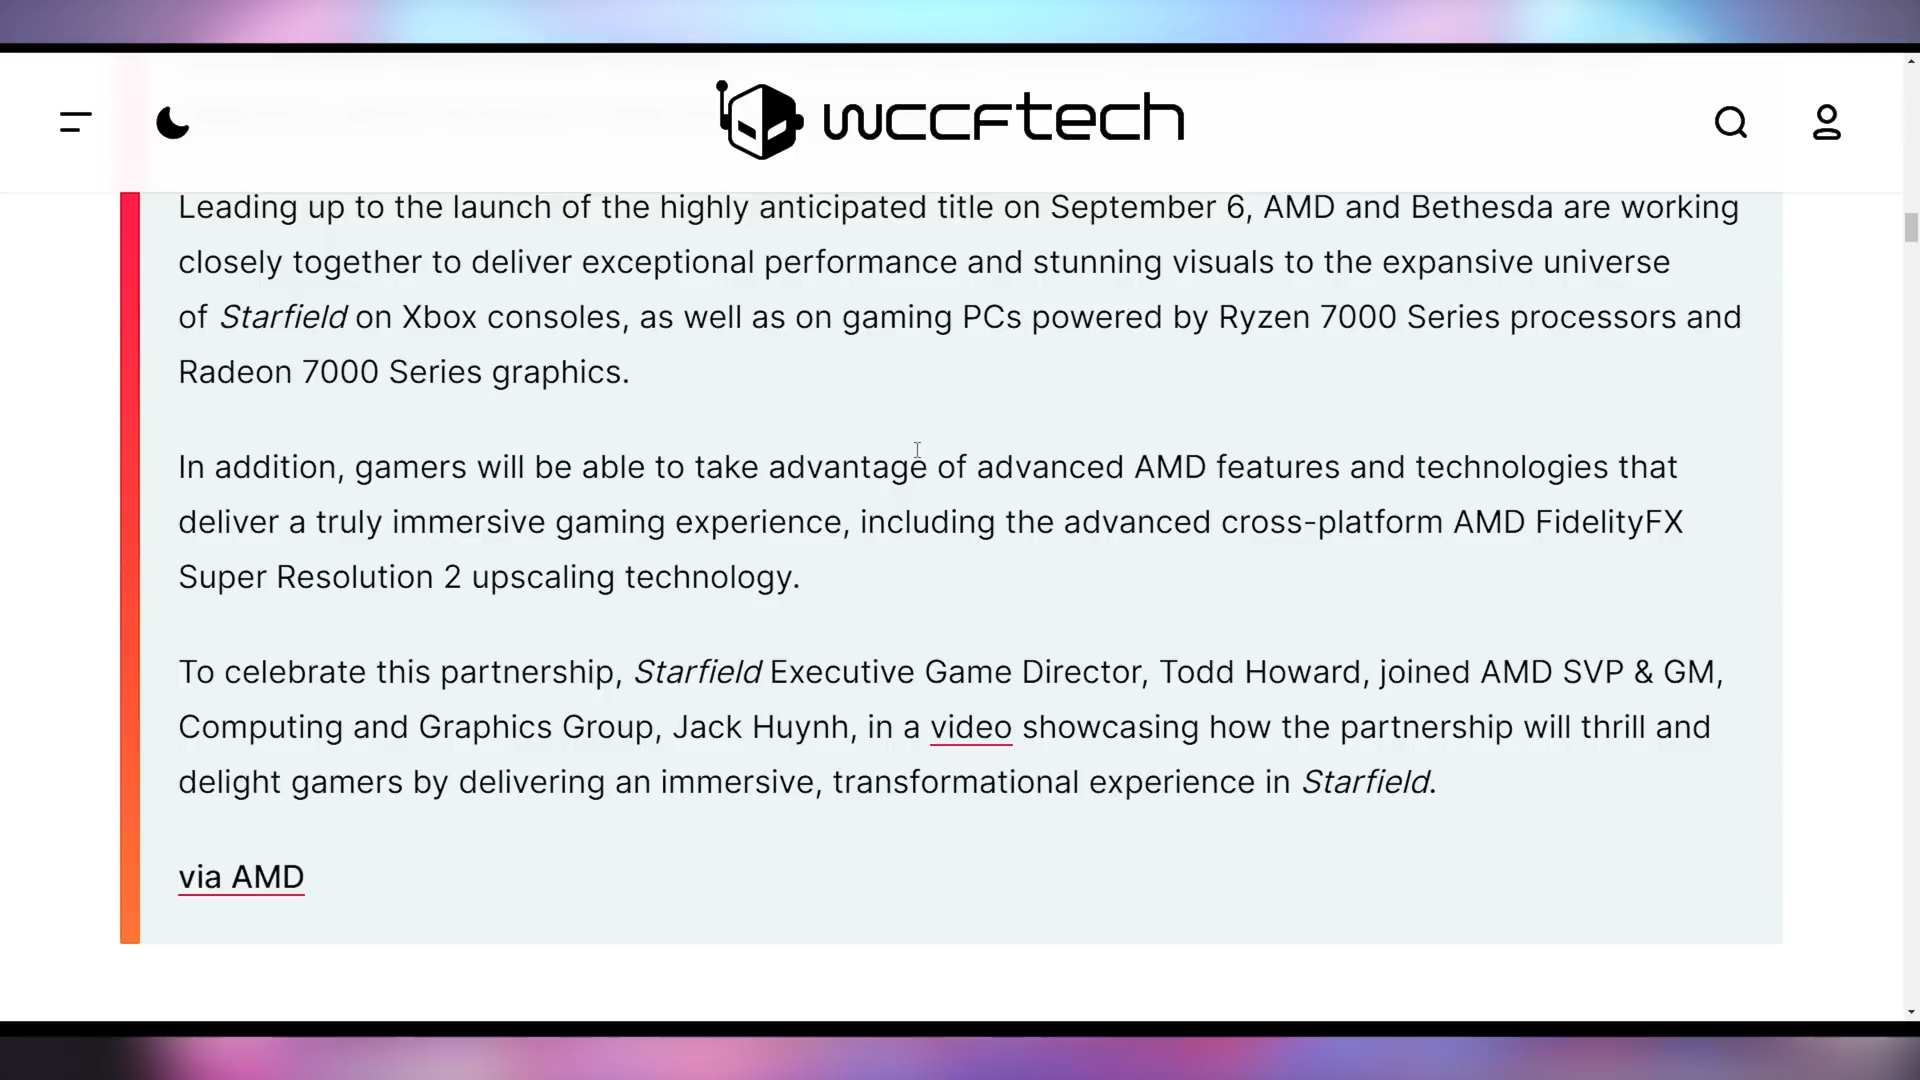 wccftech
Leading up to the launch of the highly anticipated title on September 6, AMD and Bethesda are working
closely together to deliver exceptional performance and stunning visuals to the expansive universe
of Starfield on Xbox consoles, as well as on gaming PCs powered by Ryzen 7000 Series processors and
Radeon 7000 Series graphics.
In addition, gamers will be able to take advantage of advanced AMD features and technologies that
deliver a truly immersive gaming experience, including the advanced cross-platform AMD FidelityFX
Super Resolution 2 upscaling technology.
To celebrate this partnership, Starfield Executive Game Director, Todd Howard, joined AMD SVP & GM,
Computing and Graphics Group, Jack Huynh, in a video showcasing how the partnership will thrill and
delight gamers by delivering an immersive, transformational experience in Starfield.
via AMD